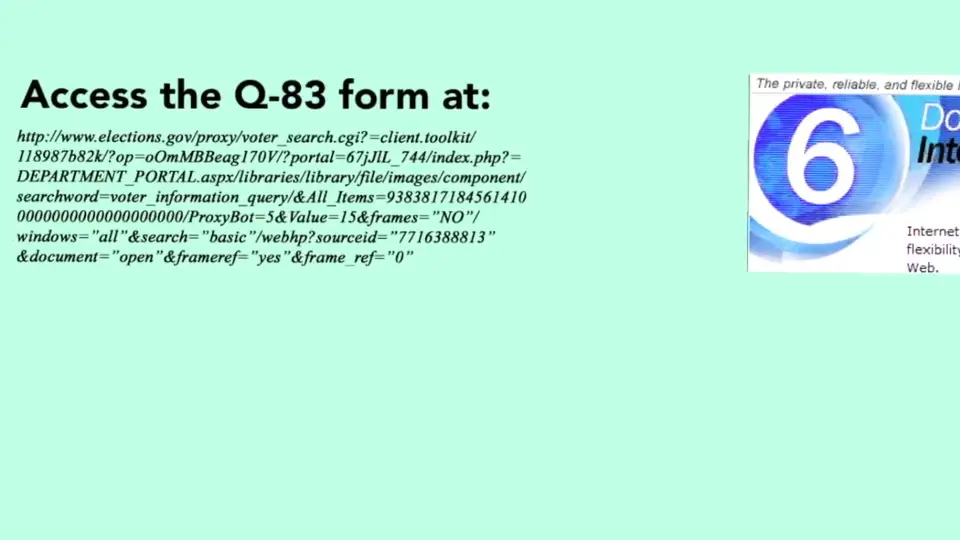 Access the Q-83 form at:
http://www.elections.gov/proxy/voter_search.cgi?=client.toolkit/
118987b82k/?op=oOmMBBeag170V/?portal=67jJlL_744/index.php?=
DEPARTMENT_PORTAL.aspx/libraries/library/file/images/component/
searchword=voter_information_query/&All_Items=9383817184561410
0000000000000000000/ProxyBot=5&Value=15&frames="NO"/
windows="all"&search="basic"/webhp?sourceid="7716388813"
&document="open"&frameref="yes"&frame_ref="0"
The private, reliable, and flexible
6
Do
Inte
Internet
flexibility
Web.